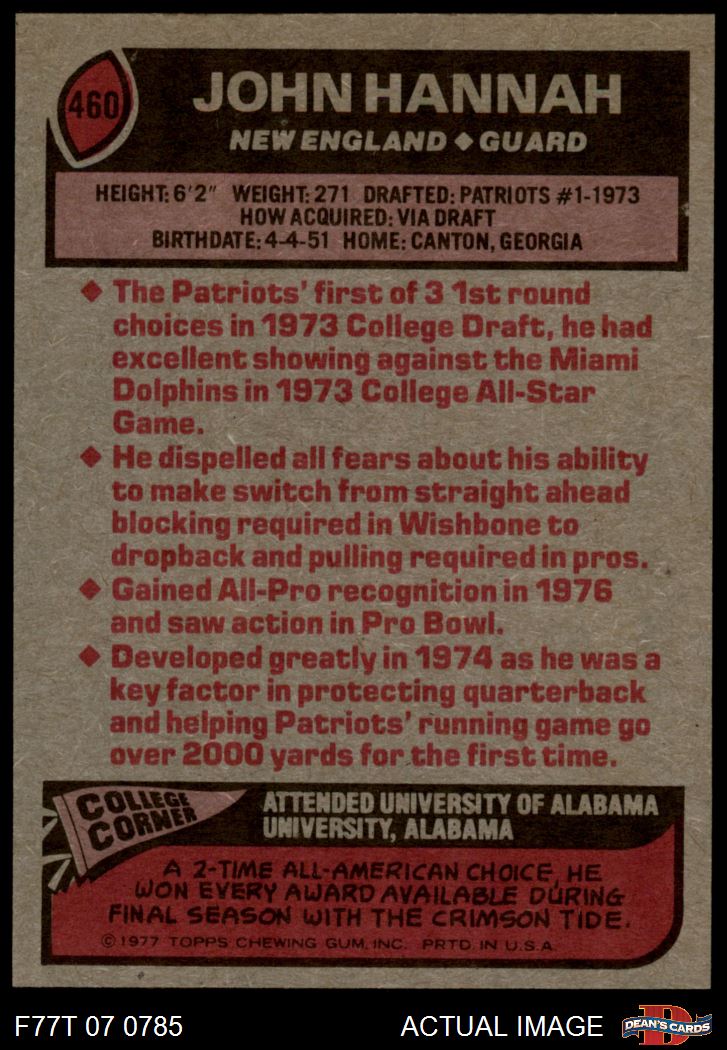 460
JOHN HANNAH
NEW ENGLAND ◆ GUARD
HEIGHT: 6'2" WEIGHT: 271 DRAFTED: PATRIOTS #1-1973
HOW ACQUIRED: VIA DRAFT
BIRTHDATE: 4-4-51 HOME: CANTON, GEORGIA
◆ The Patriots' first of 3 1st round
choices in 1973 College Draft, he had
excellent showing against the Miami
Dolphins in 1973 College All-Star
Game.
◆ He dispelled all fears about his ability
to make switch from straight ahead
blocking required in Wishbone to
dropback and pulling required in pros.
◆ Gained All-Pro recognition in 1976
and saw action in Pro Bowl.
◆ Developed greatly in 1974 as he was a
key factor in protecting quarterback
and helping Patriots' running game go
over 2000 yards for the first time.
COLLEGE
CORNER
ATTENDED UNIVERSITY OF ALABAMA
UNIVERSITY, ALABAMA
A 2-TIME ALL-AMERICAN CHOICE, HE
WON EVERY AWARD AVAILABLE DURING
FINAL SEASON WITH THE CRIMSON TIDE.
©1977 TOPPS CHEWING GUM, INC. PRTD. IN U.S.A.
F77T 07 0785
ACTUAL IMAGE
D
DEAN'S CARDS